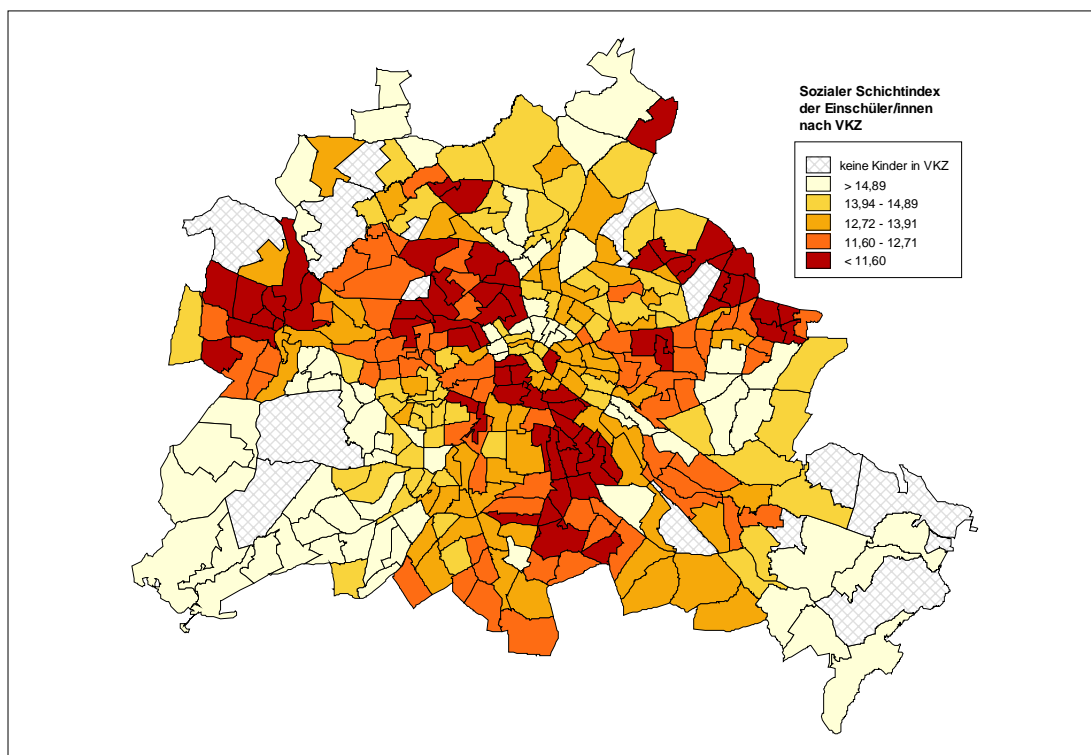 Sozialer Schichtindex
der Einschüler/innen
nach VKZ
keine Kinder in VKZ
> 14,89
13,94 - 14,89
12,72 - 13,91
11,60 - 12,71
< 11,60